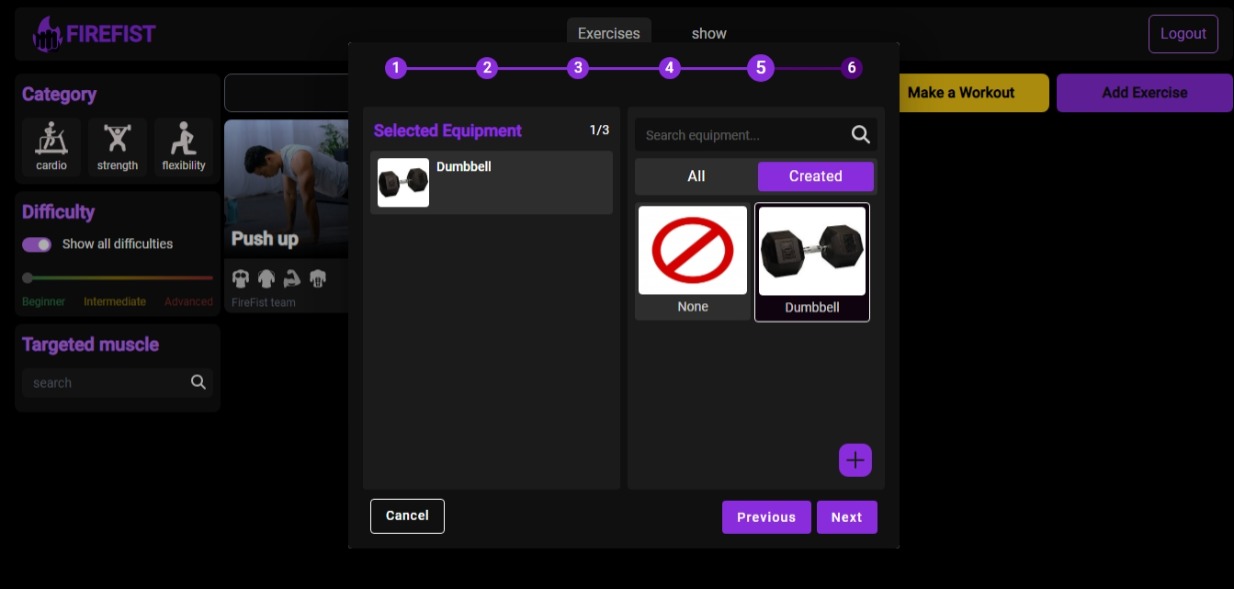 FIREFIST
Exercises
show
Logout
Category
cardio
strength
flexibility
Difficulty
Show all difficulties
Beginner
Intermediate
Advanced
Targeted muscle
search
Push up
FireFist team
Make a Workout
Add Exercise
1
2
3
4
5
6
Selected Equipment
1/3
Dumbbell
Search equipment...
All
Created
None
Dumbbell
Cancel
Previous
Next